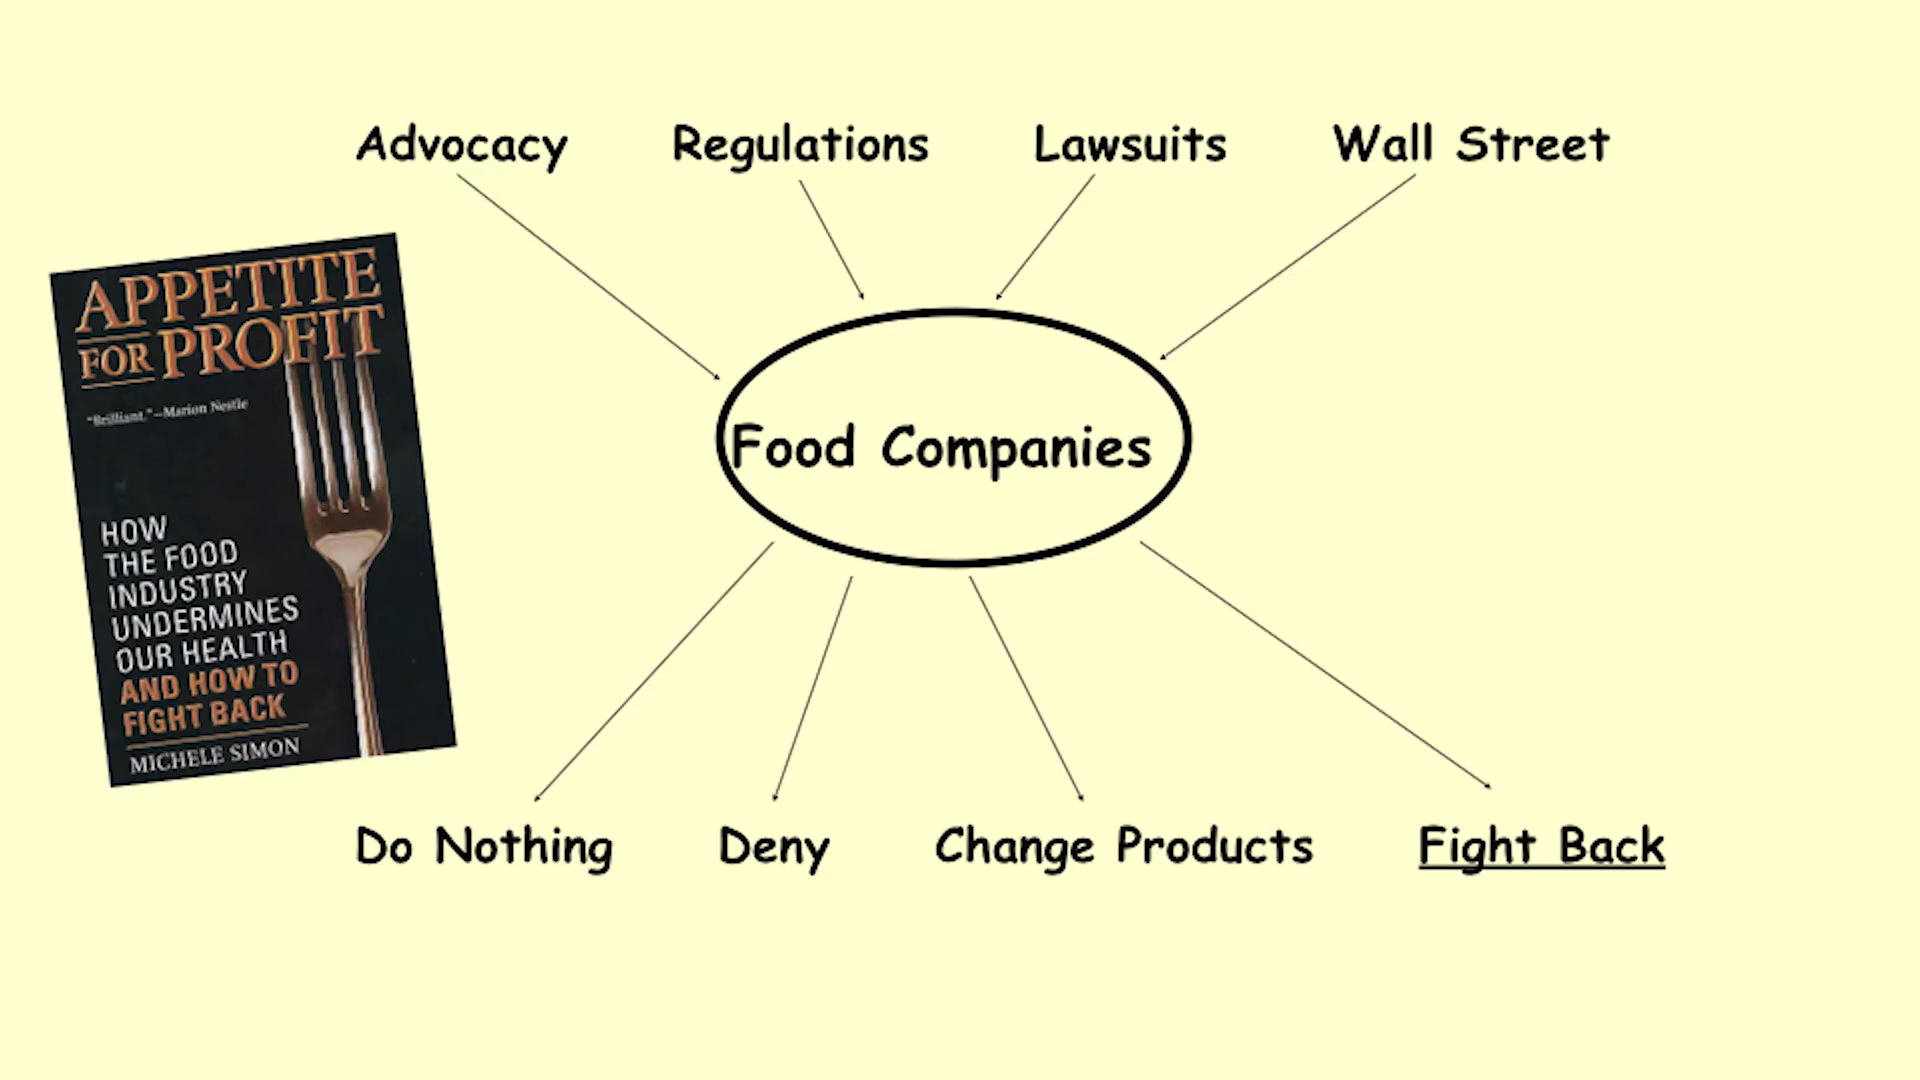 Advocacy Regulations Lawsuits Wall Street
APPETITE
FOR PROFIT
"Brilliant."—Marion Nestle
HOW
THE FOOD
INDUSTRY
UNDERMINES
OUR HEALTH
AND HOW TO
FIGHT BACK
MICHELE SIMON
Food Companies
Do Nothing Deny Change Products Fight Back